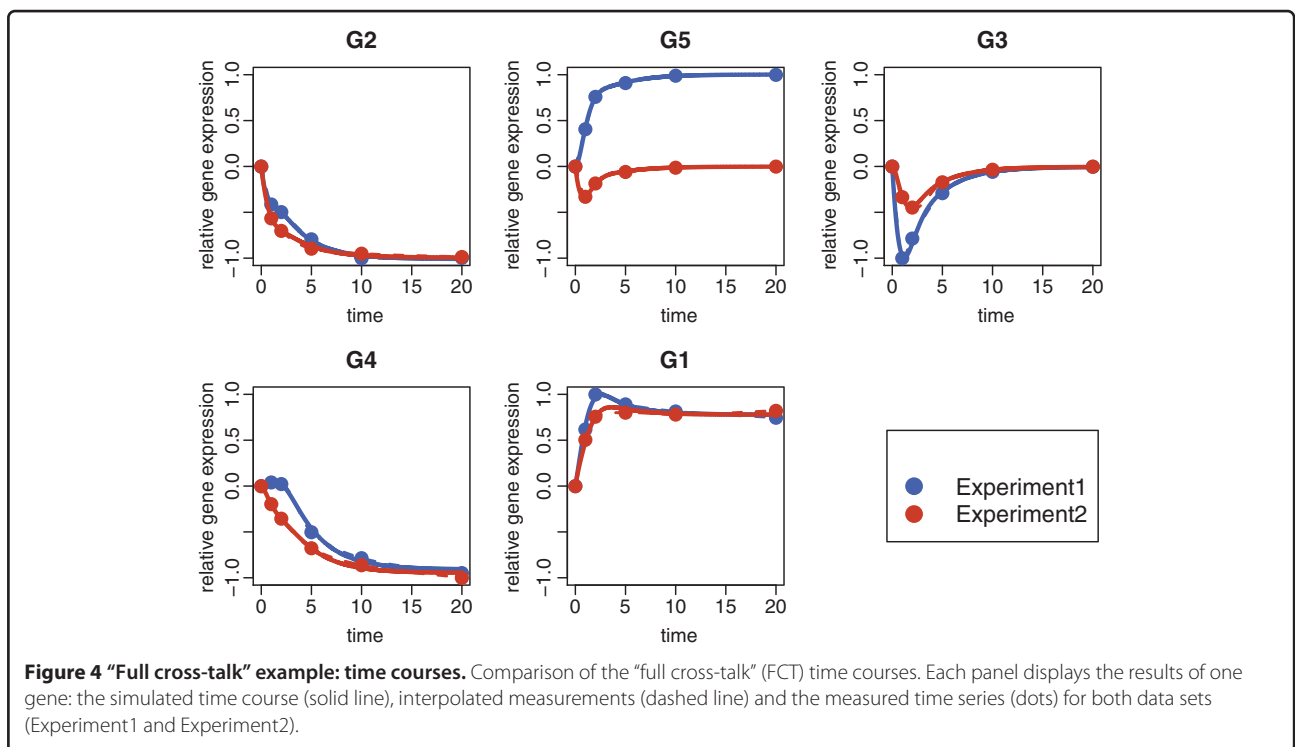 G2
G5
G3
relative gene expression
−1.0
0.0
0.5
1.0
0
5
10
15
20
time
relative gene expression
−1.0
0.0
0.5
1.0
0
5
10
15
20
time
relative gene expression
−1.0
0.0
0.5
1.0
0
5
10
15
20
time
G4
G1
relative gene expression
−1.0
0.0
0.5
1.0
0
5
10
15
20
time
relative gene expression
−1.0
0.0
0.5
1.0
0
5
10
15
20
time
Experiment1
Experiment2
Figure 4 “Full cross-talk” example: time courses. Comparison of the “full cross-talk” (FCT) time courses. Each panel displays the results of one
gene: the simulated time course (solid line), interpolated measurements (dashed line) and the measured time series (dots) for both data sets
(Experiment1 and Experiment2).